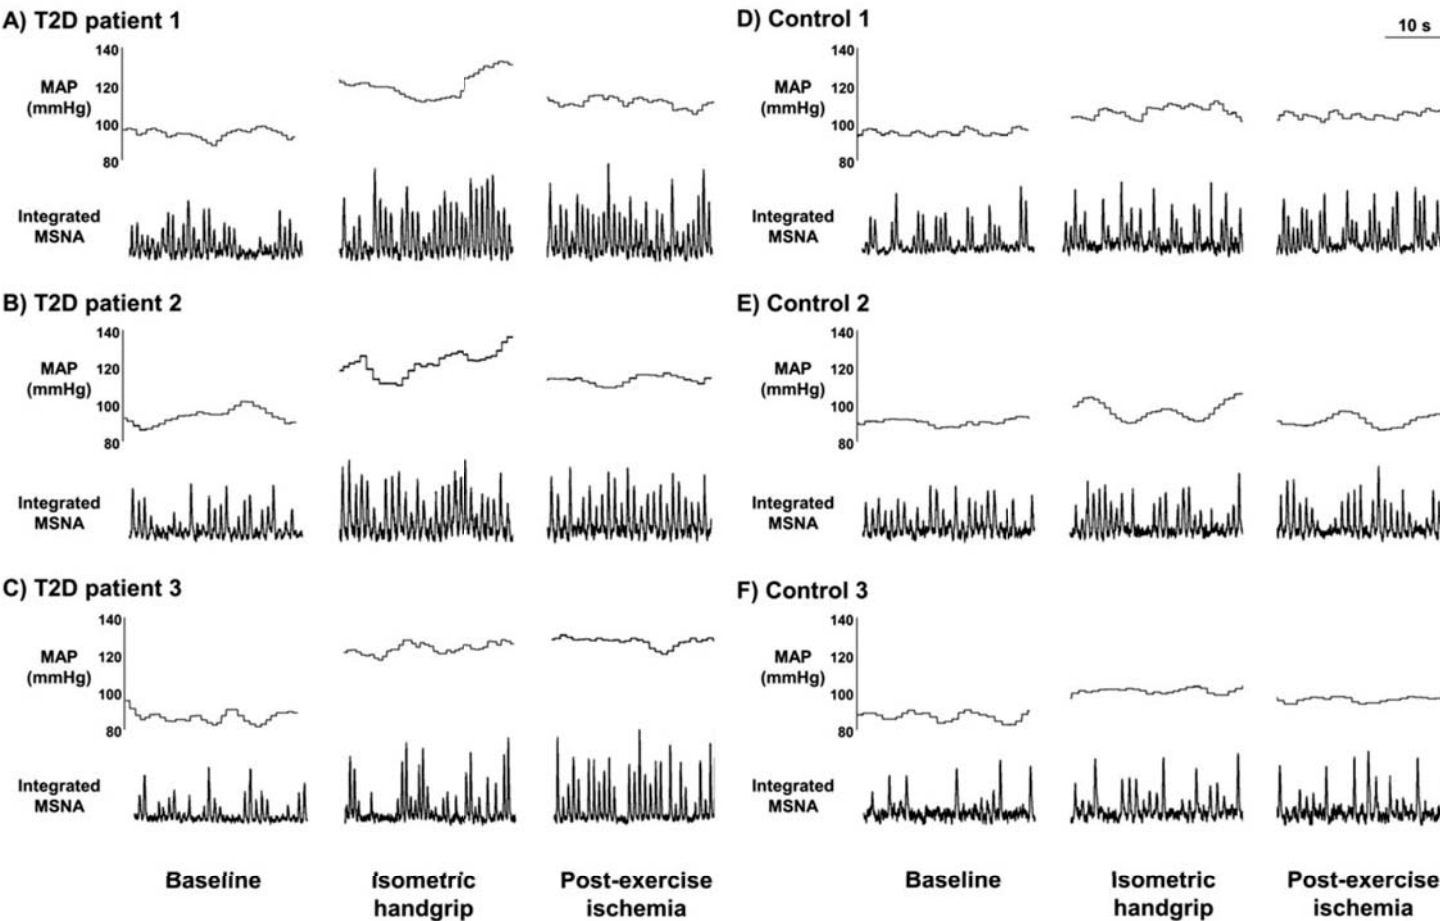 A) T2D patient 1
140
MAP
(mmHg)
120
100
80
Integrated
MSNA
D) Control 1
10 s
140
MAP
(mmHg)
120
100
80
Integrated
MSNA
B) T2D patient 2
140
MAP
(mmHg)
120
100
80
Integrated
MSNA
E) Control 2
140
MAP
(mmHg)
120
100
80
Integrated
MSNA
C) T2D patient 3
140
MAP
(mmHg)
120
100
80
Integrated
MSNA
F) Control 3
140
MAP
(mmHg)
120
100
80
Integrated
MSNA
Baseline
Isometric
handgrip
Post-exercise
ischemia
Baseline
Isometric
handgrip
Post-exercise
ischemia